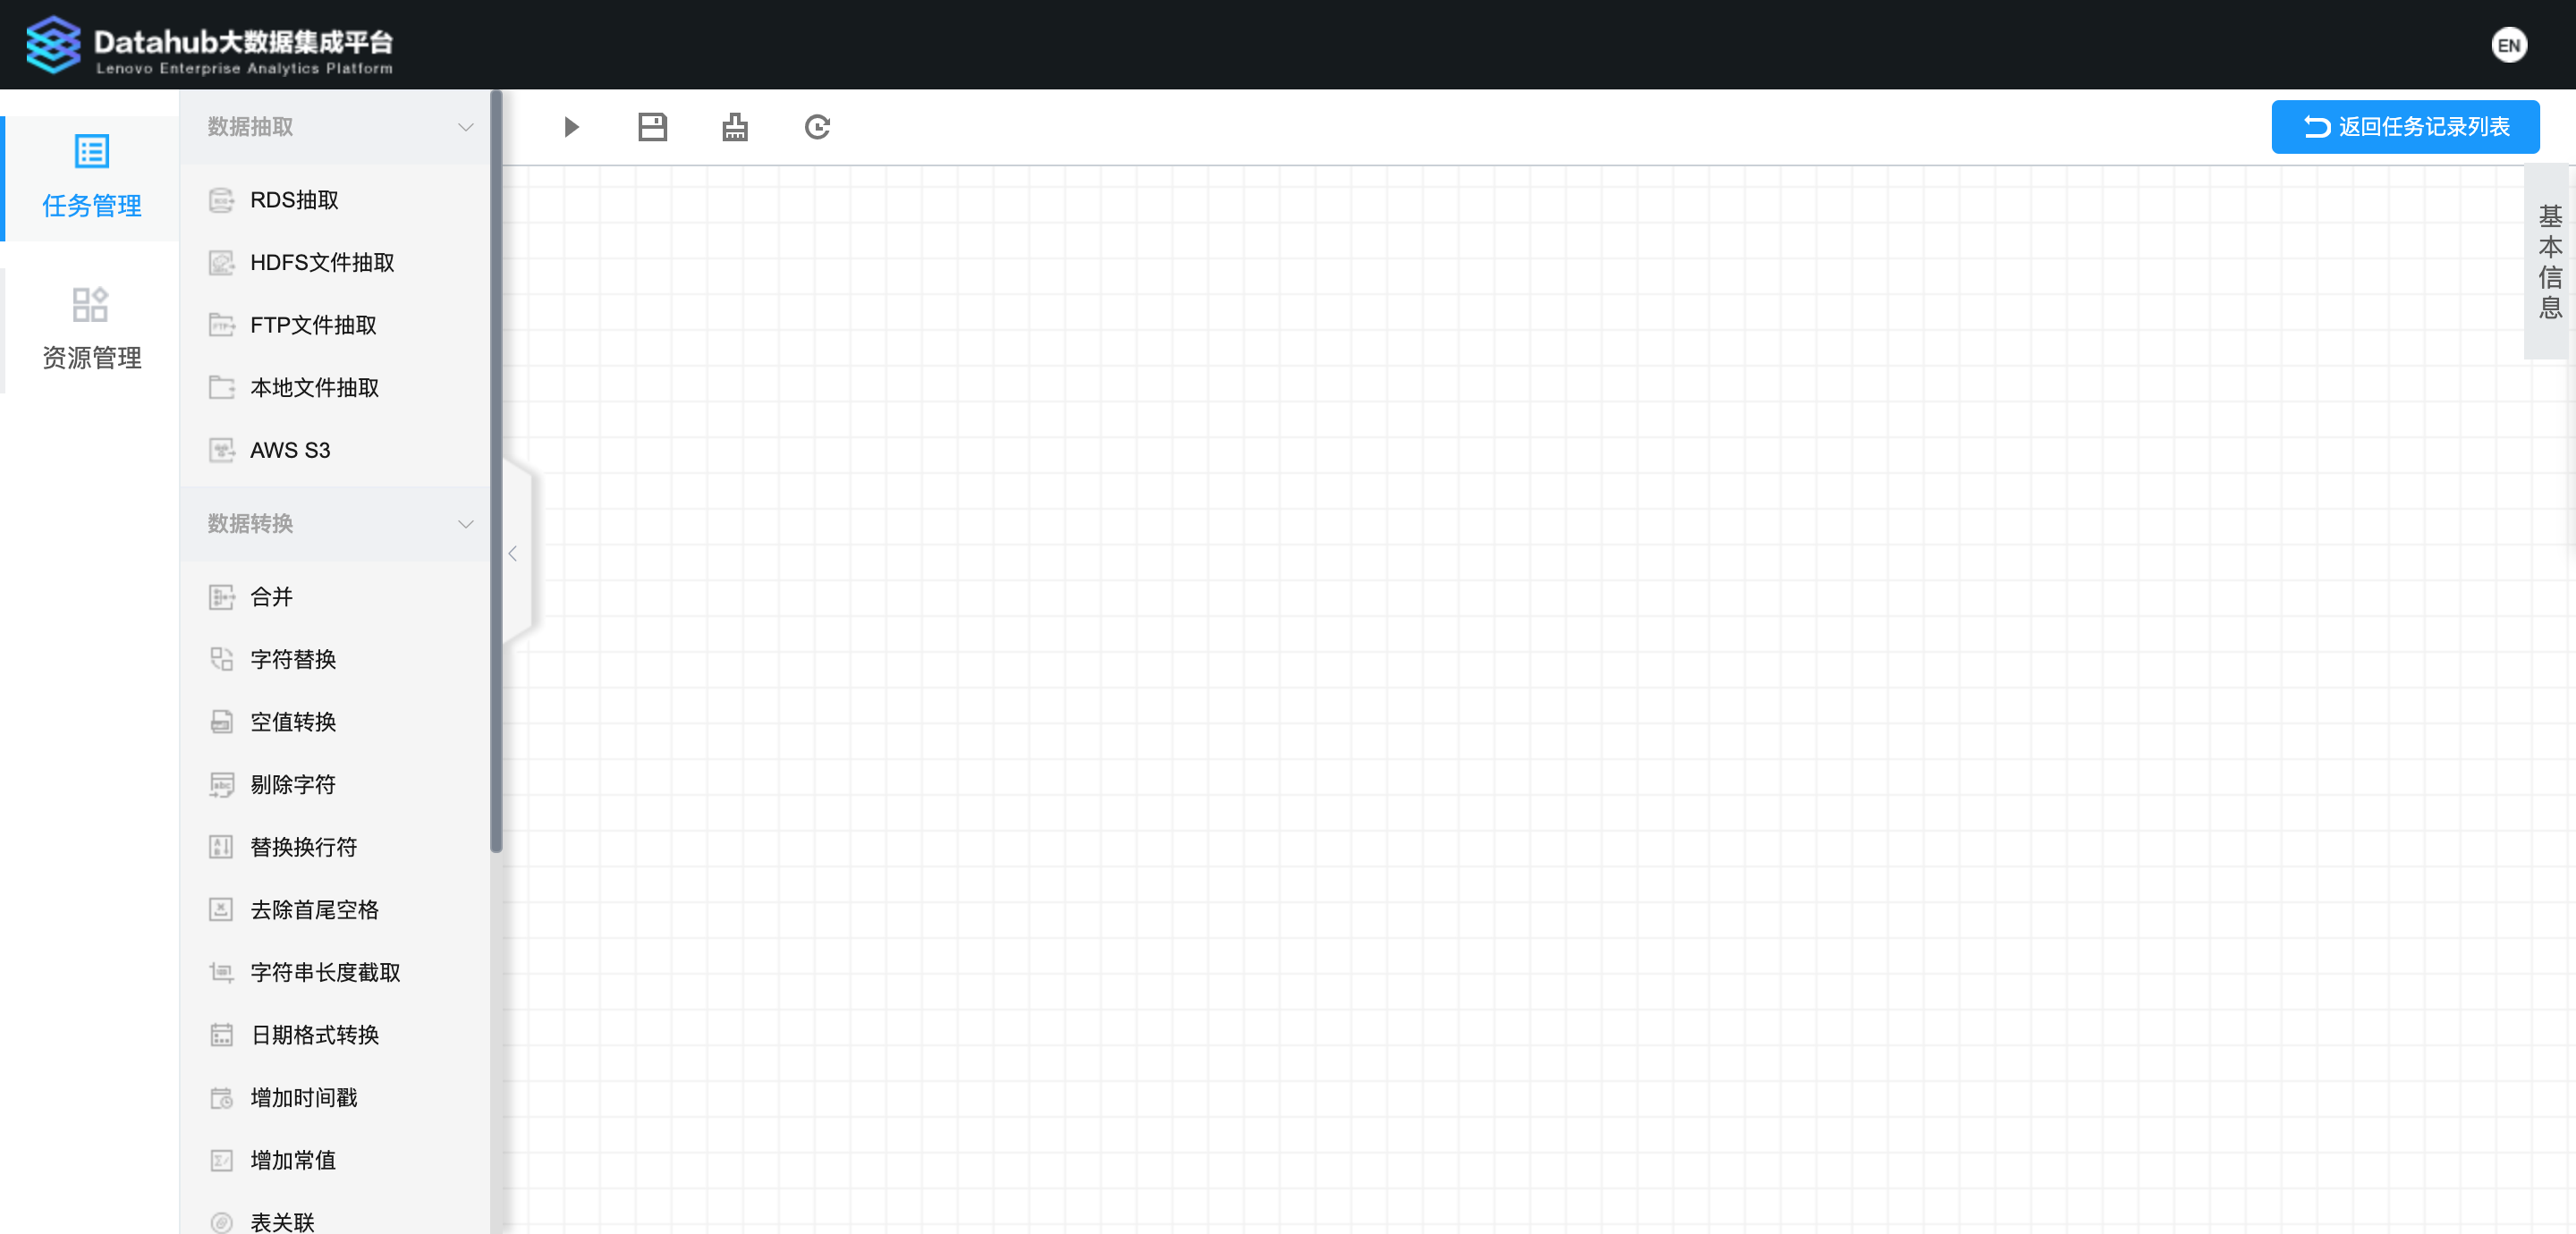 Datahub大数据集成平台
Lenovo Enterprise Analytics Platform
EN
任务管理
资源管理
数据抽取
RDS抽取
HDFS文件抽取
FTP文件抽取
本地文件抽取
AWS S3
数据转换
合并
字符替换
空值转换
剔除字符
替换换行符
去除首尾空格
字符串长度截取
日期格式转换
增加时间戳
增加常值
表关联
返回任务记录列表
基本信息